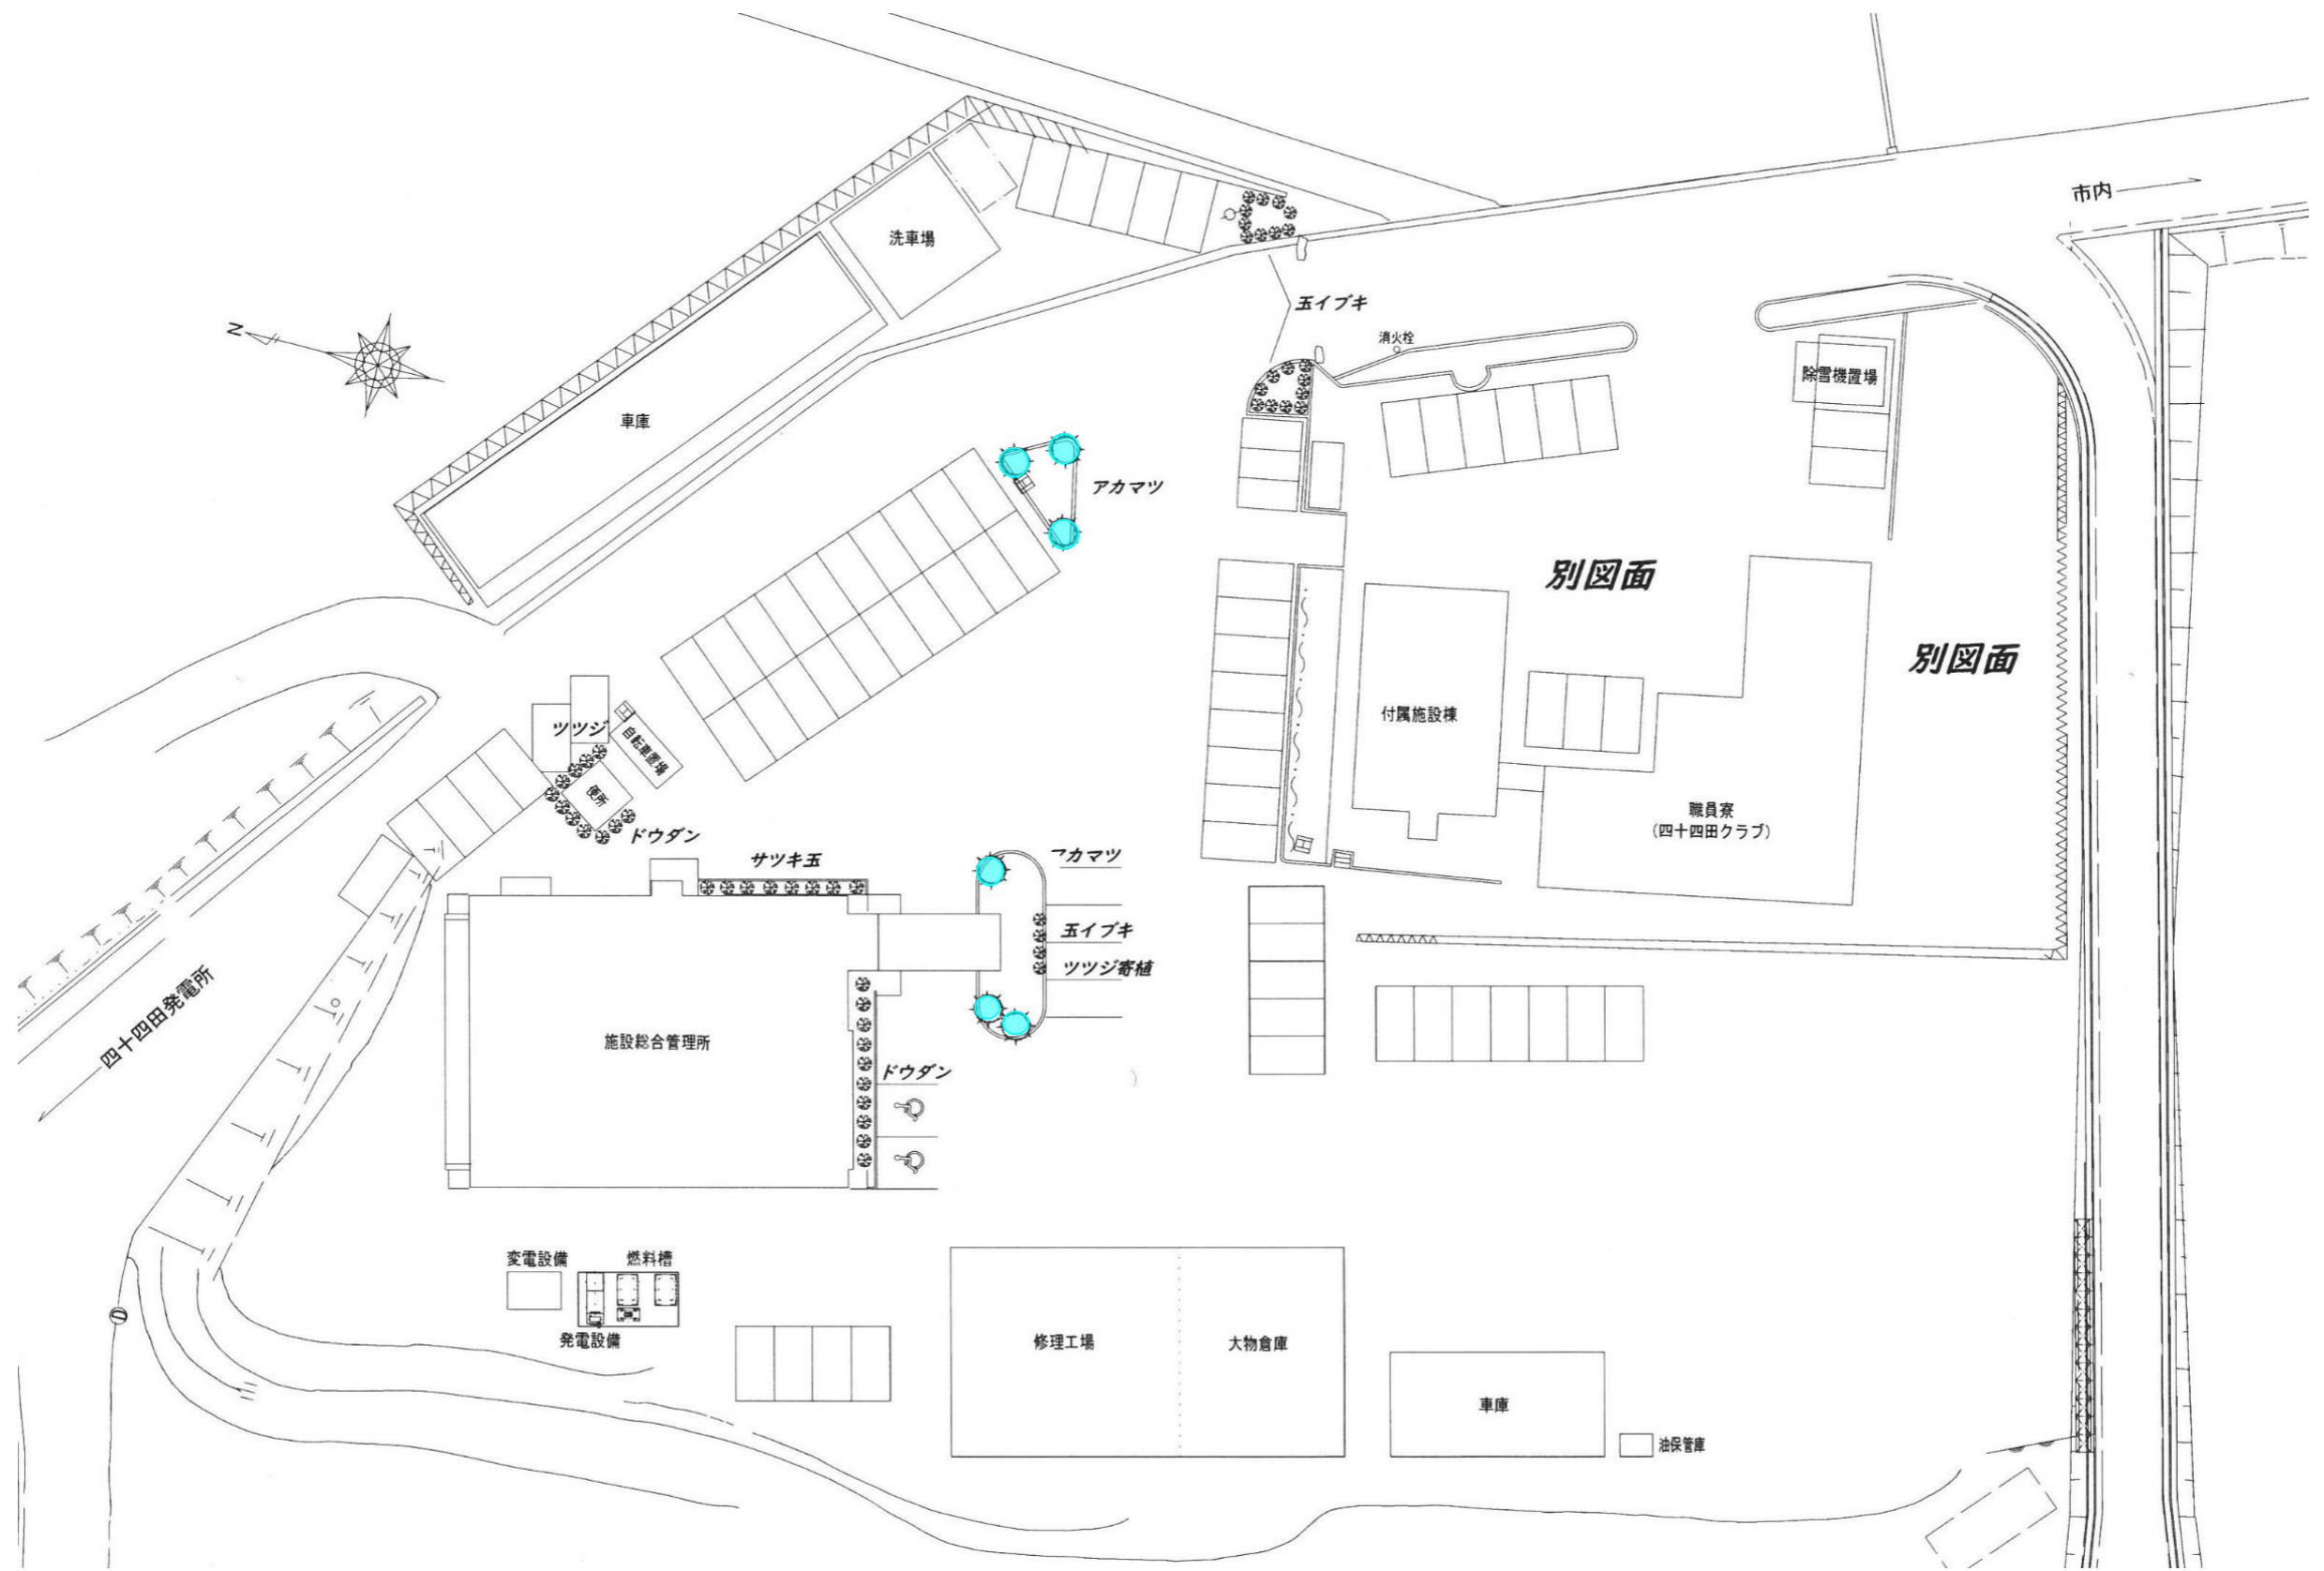 市内
洗車場
玉イブキ
消火栓
N
除雪機置場
車庫
アカマツ
別図面
別図面
付属施設棟
ツツジ
自転車置場
便所
ドウダン
職員寮
(四十四田クラブ)
サツキ玉
アカマツ
玉イブキ
ツツジ寄植
四十四田発電所
施設総合管理所
ドウダン
変電設備
燃料槽
発電設備
修理工場
大物倉庫
車庫
油保管庫